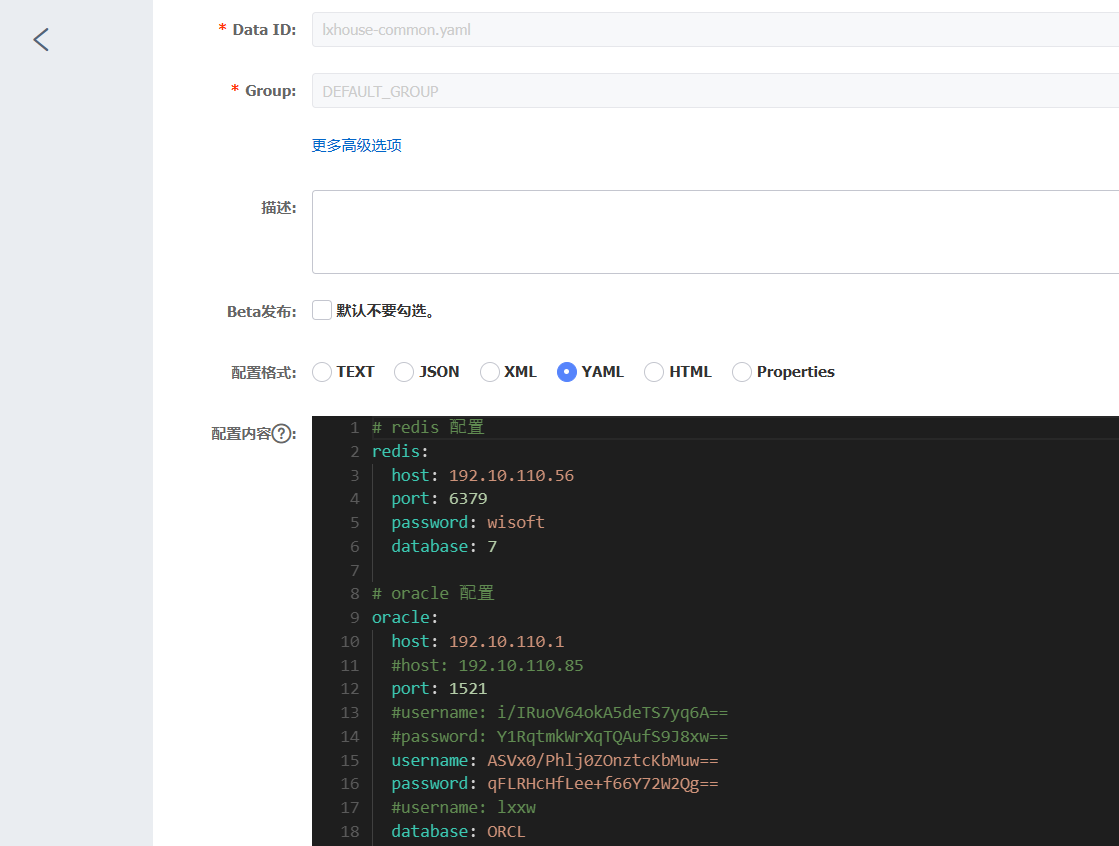 * Data ID: lxhouse-common.yaml
* Group: DEFAULT_GROUP
更多高级选项
描述:
Beta发布: 默认不要勾选。
配置格式: TEXT JSON XML YAML HTML Properties
配置内容?:
1 # redis 配置
2 redis:
3 host: 192.10.110.56
4 port: 6379
5 password: wisoft
6 database: 7
7
8 # oracle 配置
9 oracle:
10 host: 192.10.110.1
11 #host: 192.10.110.85
12 port: 1521
13 #username: i/IRuoV64okA5deTS7yq6A==
14 #password: Y1RqtmkWrXqTQAufS9J8xw==
15 username: ASVx0/Phlj0ZOnztcKbMuw==
16 password: qFLRHcHfLee+f66Y72W2Qg==
17 #username: lxxw
18 database: ORCL